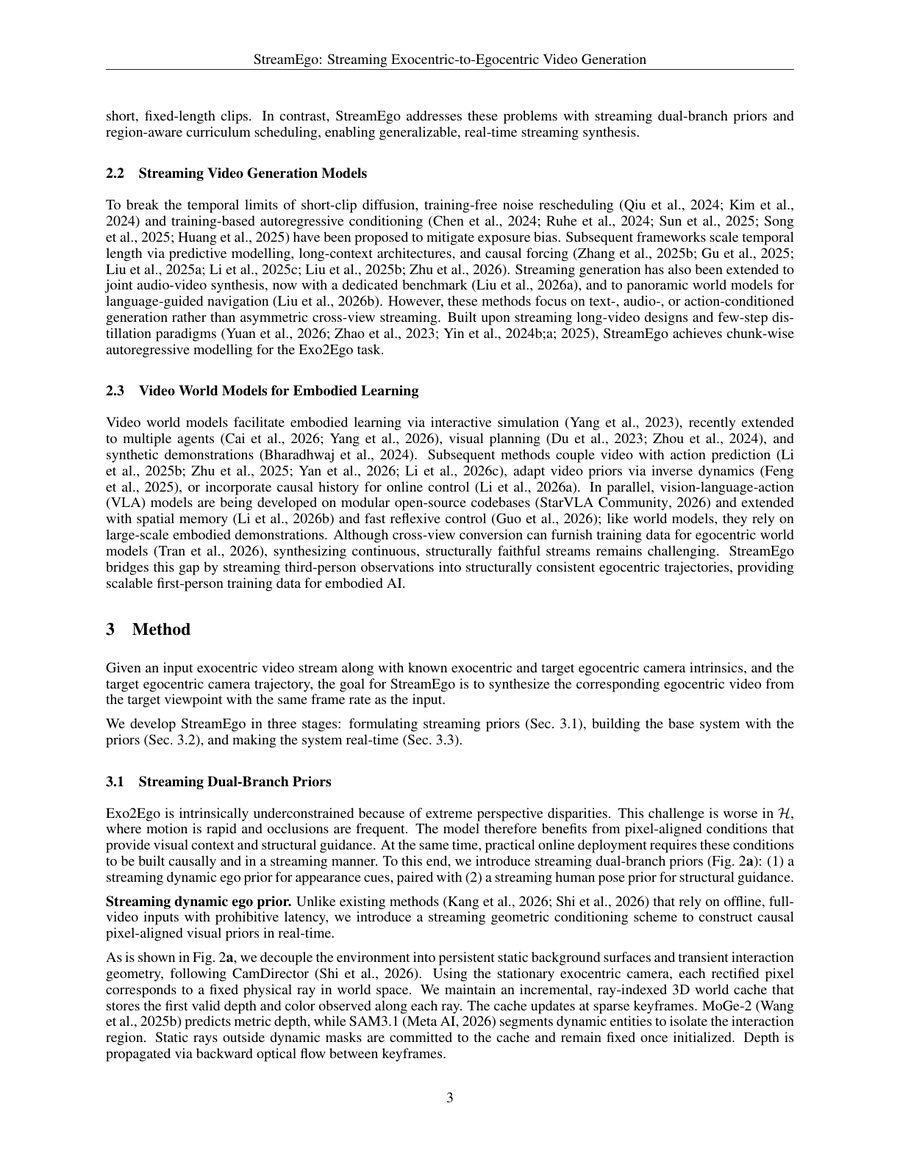 StreamEgo: Streaming Exocentric-to-Egocentric Video Generation
short, fixed-length clips. In contrast, StreamEgo addresses these problems with streaming dual-branch priors and
region-aware curriculum scheduling, enabling generalizable, real-time streaming synthesis.
2.2 Streaming Video Generation Models
To break the temporal limits of short-clip diffusion, training-free noise rescheduling (Qiu et al., 2024; Kim et al.,
2024) and training-based autoregressive conditioning (Chen et al., 2024; Ruhe et al., 2024; Sun et al., 2025; Song
et al., 2025; Huang et al., 2025) have been proposed to mitigate exposure bias. Subsequent frameworks scale temporal
length via predictive modelling, long-context architectures, and causal forcing (Zhang et al., 2025b; Gu et al., 2025;
Liu et al., 2025a; Li et al., 2025c; Liu et al., 2025b; Zhu et al., 2026). Streaming generation has also been extended to
joint audio-video synthesis, now with a dedicated benchmark (Liu et al., 2026a), and to panoramic world models for
language-guided navigation (Liu et al., 2026b). However, these methods focus on text-, audio-, or action-conditioned
generation rather than asymmetric cross-view streaming. Built upon streaming long-video designs and few-step dis-
tillation paradigms (Yuan et al., 2026; Zhao et al., 2023; Yin et al., 2024b;a; 2025), StreamEgo achieves chunk-wise
autoregressive modelling for the Exo2Ego task.
2.3 Video World Models for Embodied Learning
Video world models facilitate embodied learning via interactive simulation (Yang et al., 2023), recently extended
to multiple agents (Cai et al., 2026; Yang et al., 2026), visual planning (Du et al., 2023; Zhou et al., 2024), and
synthetic demonstrations (Bharadhwaj et al., 2024). Subsequent methods couple video with action prediction (Li
et al., 2025b; Zhu et al., 2025; Yan et al., 2026; Li et al., 2026c), adapt video priors via inverse dynamics (Feng
et al., 2025), or incorporate causal history for online control (Li et al., 2026a). In parallel, vision-language-action
(VLA) models are being developed on modular open-source codebases (StarVLA Community, 2026) and extended
with spatial memory (Li et al., 2026b) and fast reflexive control (Guo et al., 2026); like world models, they rely on
large-scale embodied demonstrations. Although cross-view conversion can furnish training data for egocentric world
models (Tran et al., 2026), synthesizing continuous, structurally faithful streams remains challenging. StreamEgo
bridges this gap by streaming third-person observations into structurally consistent egocentric trajectories, providing
scalable first-person training data for embodied AI.
3 Method
Given an input exocentric video stream along with known exocentric and target egocentric camera intrinsics, and the
target egocentric camera trajectory, the goal for StreamEgo is to synthesize the corresponding egocentric video from
the target viewpoint with the same frame rate as the input.
We develop StreamEgo in three stages: formulating streaming priors (Sec. 3.1), building the base system with the
priors (Sec. 3.2), and making the system real-time (Sec. 3.3).
3.1 Streaming Dual-Branch Priors
Exo2Ego is intrinsically underconstrained because of extreme perspective disparities. This challenge is worse in ℋ,
where motion is rapid and occlusions are frequent. The model therefore benefits from pixel-aligned conditions that
provide visual context and structural guidance. At the same time, practical online deployment requires these conditions
to be built causally and in a streaming manner. To this end, we introduce streaming dual-branch priors (Fig. 2a): (1) a
streaming dynamic ego prior for appearance cues, paired with (2) a streaming human pose prior for structural guidance.
Streaming dynamic ego prior. Unlike existing methods (Kang et al., 2026; Shi et al., 2026) that rely on offline, full-
video inputs with prohibitive latency, we introduce a streaming geometric conditioning scheme to construct causal
pixel-aligned visual priors in real-time.
As is shown in Fig. 2a, we decouple the environment into persistent static background surfaces and transient interaction
geometry, following CamDirector (Shi et al., 2026). Using the stationary exocentric camera, each rectified pixel
corresponds to a fixed physical ray in world space. We maintain an incremental, ray-indexed 3D world cache that
stores the first valid depth and color observed along each ray. The cache updates at sparse keyframes. MoGe-2 (Wang
et al., 2025b) predicts metric depth, while SAM3.1 (Meta AI, 2026) segments dynamic entities to isolate the interaction
region. Static rays outside dynamic masks are committed to the cache and remain fixed once initialized. Depth is
propagated via backward optical flow between keyframes.
3